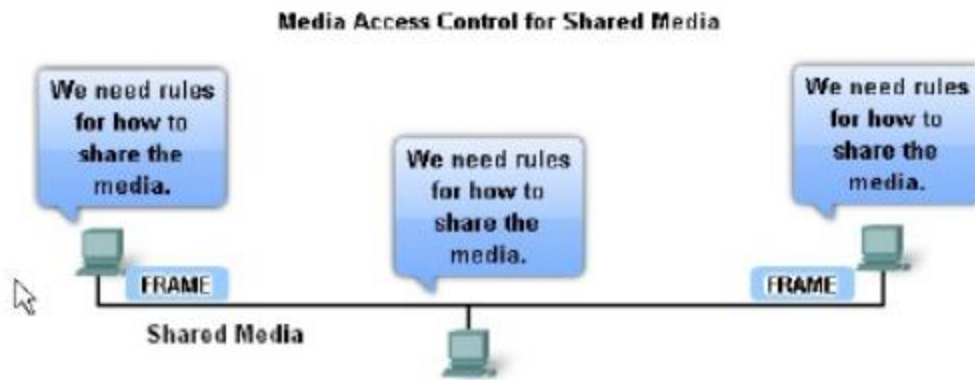 Media Access Control for Shared Media
We need rules
for how to
share the
media.
We need rules
for how to
share the
media.
We need rules
for how to
share the
media.
FRAME
FRAME
Shared Media